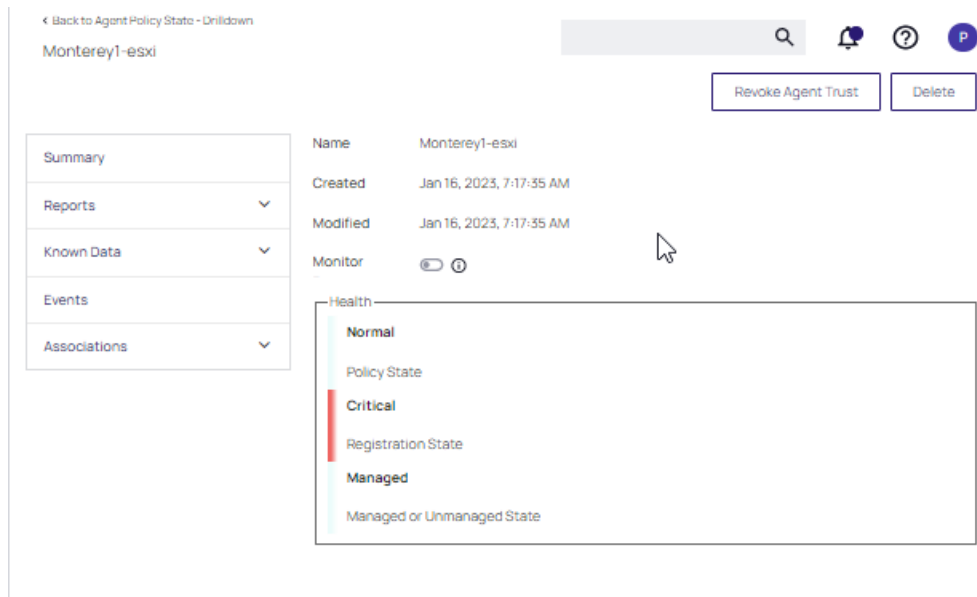 Back to Agent Policy State - Drilldown
Monterey1-esxi
P
Revoke Agent Trust
Delete
Summary
Reports
Known Data
Events
Associations
Name Monterey1-esxi
Created Jan 16, 2023, 7:17:35 AM
Modified Jan 16, 2023, 7:17:35 AM
Monitor
Health
Normal
Policy State
Critical
Registration State
Managed
Managed or Unmanaged State